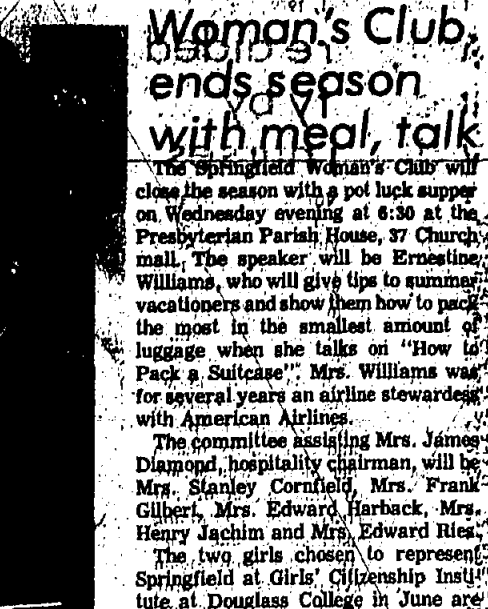 Woman's Club
ends season
with meal, talk
The Springfield Woman's Club will
close the season with a pot luck supper
on Wednesday evening at 6:30 at the
Presbyterian Parish House, 37 Church
mall. The speaker will be Ernestine
Williams, who will give tips to summer
vacationers and show them how to pack
the most in the smallest amount of
luggage when she talks on "How to
Pack a Suitcase". Mrs. Williams was
for several years an airline stewardess
with American Airlines.
The committee assisting Mrs. James
Diamond, hospitality chairman, will be
Mrs. Stanley Cornfield, Mrs. Frank
Gilbert, Mrs. Edward Harback, Mrs.
Henry Jachim and Mrs. Edward Ries.
The two girls chosen to represent
Springfield at Girls' Citizenship Insti-
tute at Douglass College in June are